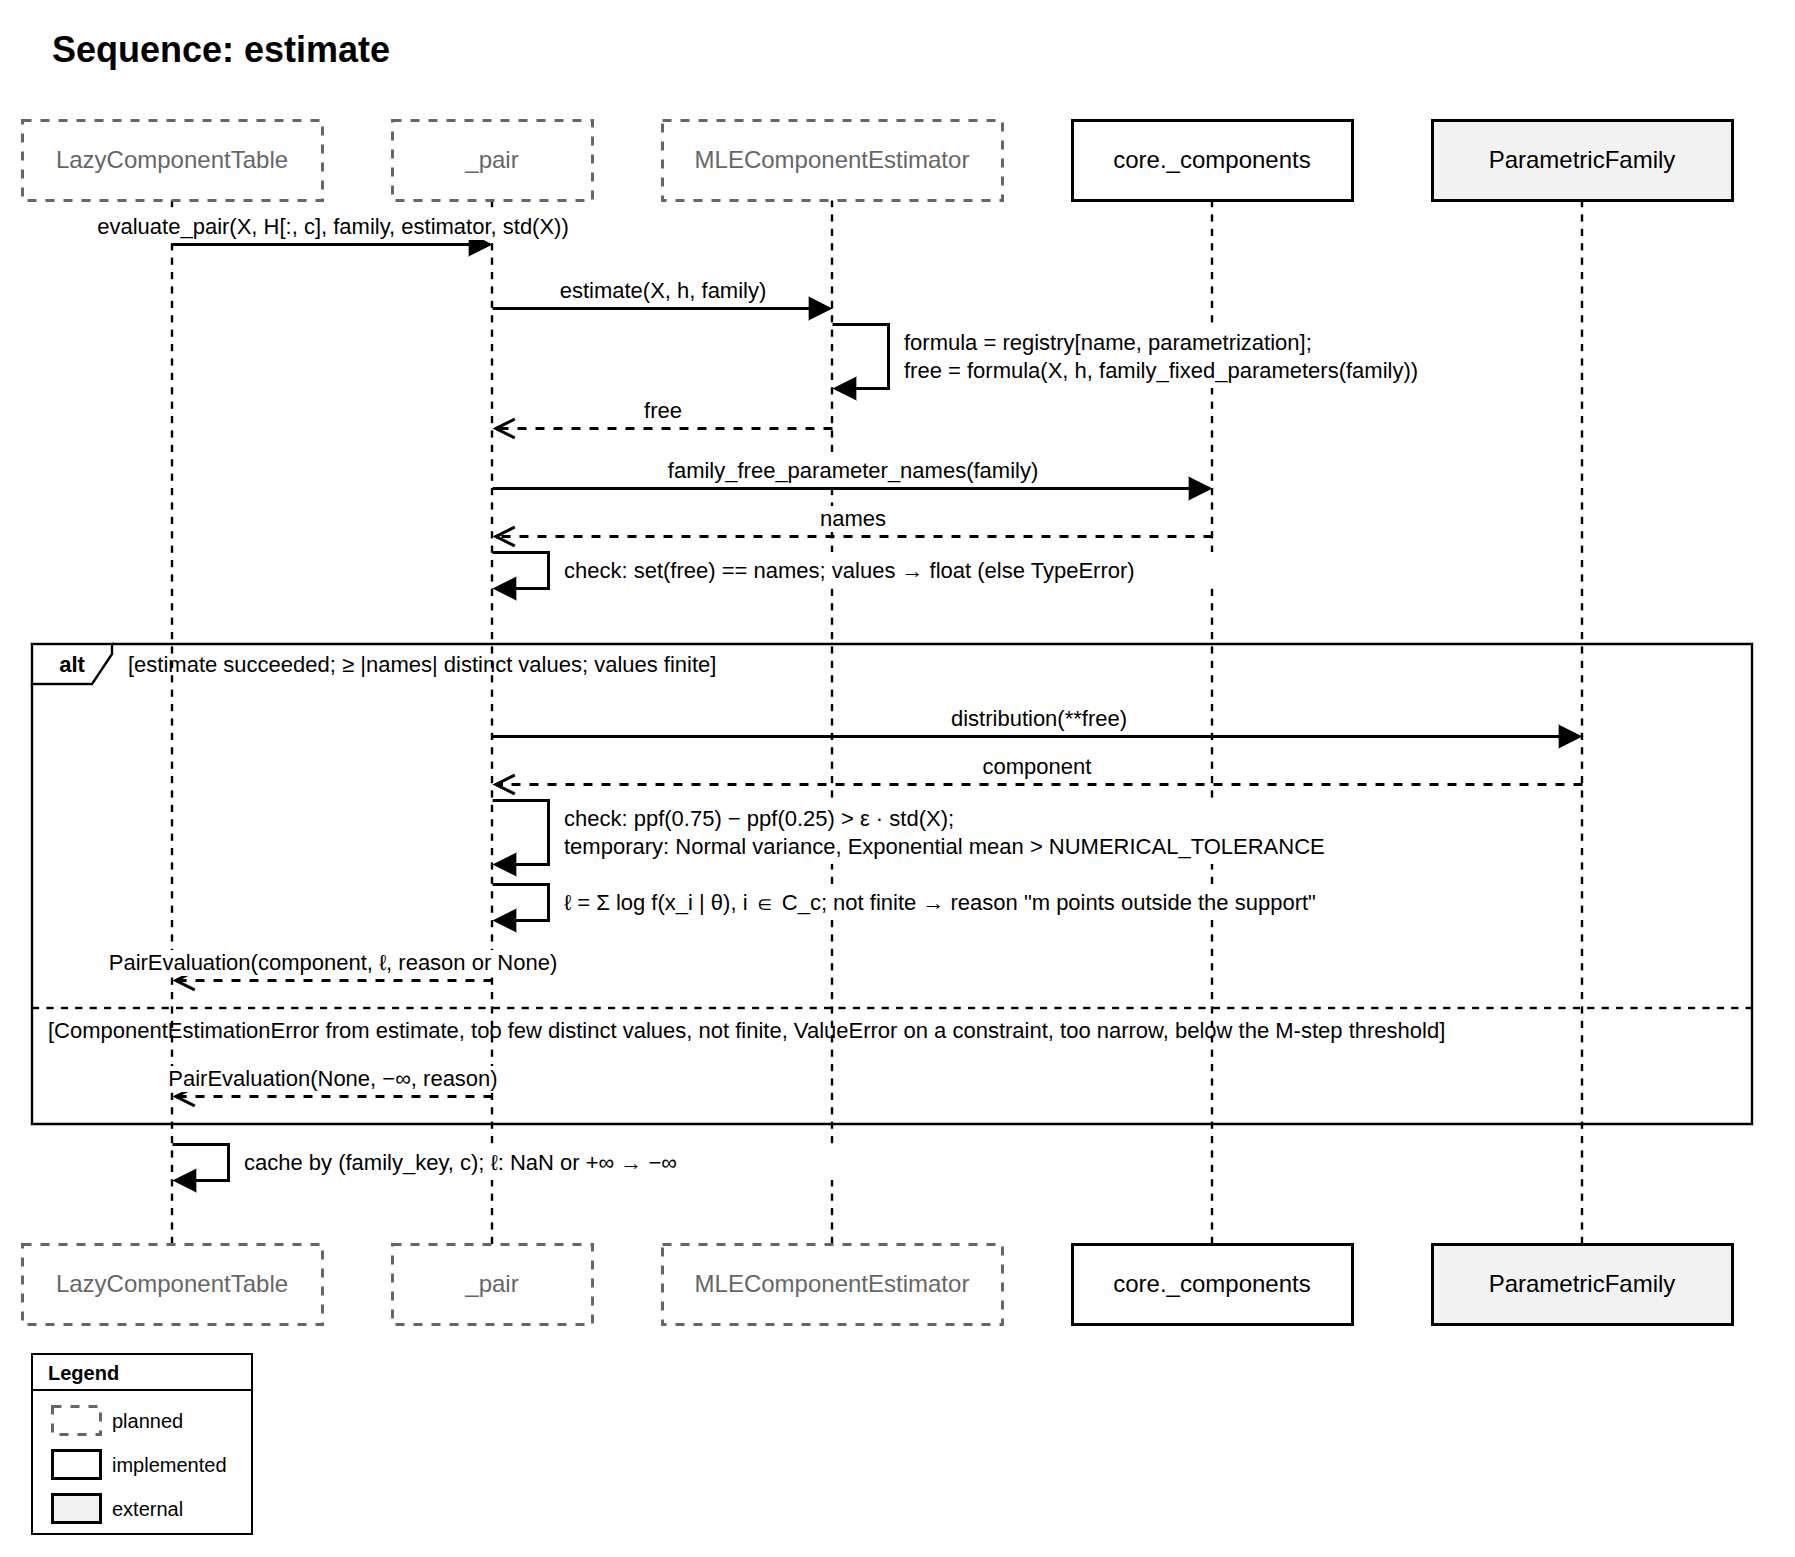 Sequence: estimate
LazyComponentTable
_pair
MLEComponentEstimator
core._components
ParametricFamily
evaluate_pair(X, H[:, c], family, estimator, std(X))
estimate(X, h, family)
formula = registry[name, parametrization];
free = formula(X, h, family_fixed_parameters(family))
free
family_free_parameter_names(family)
names
check: set(free) == names; values → float (else TypeError)
alt
[estimate succeeded; ≥ |names| distinct values; values finite]
distribution(**free)
component
check: ppf(0.75) − ppf(0.25) > ε · std(X);
temporary: Normal variance, Exponential mean > NUMERICAL_TOLERANCE
ℓ = Σ log f(x_i | θ), i ∈ C_c; not finite → reason "m points outside the support"
PairEvaluation(component, ℓ, reason or None)
[ComponentEstimationError from estimate, too few distinct values, not finite, ValueError on a constraint, too narrow, below the M-step threshold]
PairEvaluation(None, −∞, reason)
cache by (family_key, c); ℓ: NaN or +∞ → −∞
LazyComponentTable
_pair
MLEComponentEstimator
core._components
ParametricFamily
Legend
planned
implemented
external